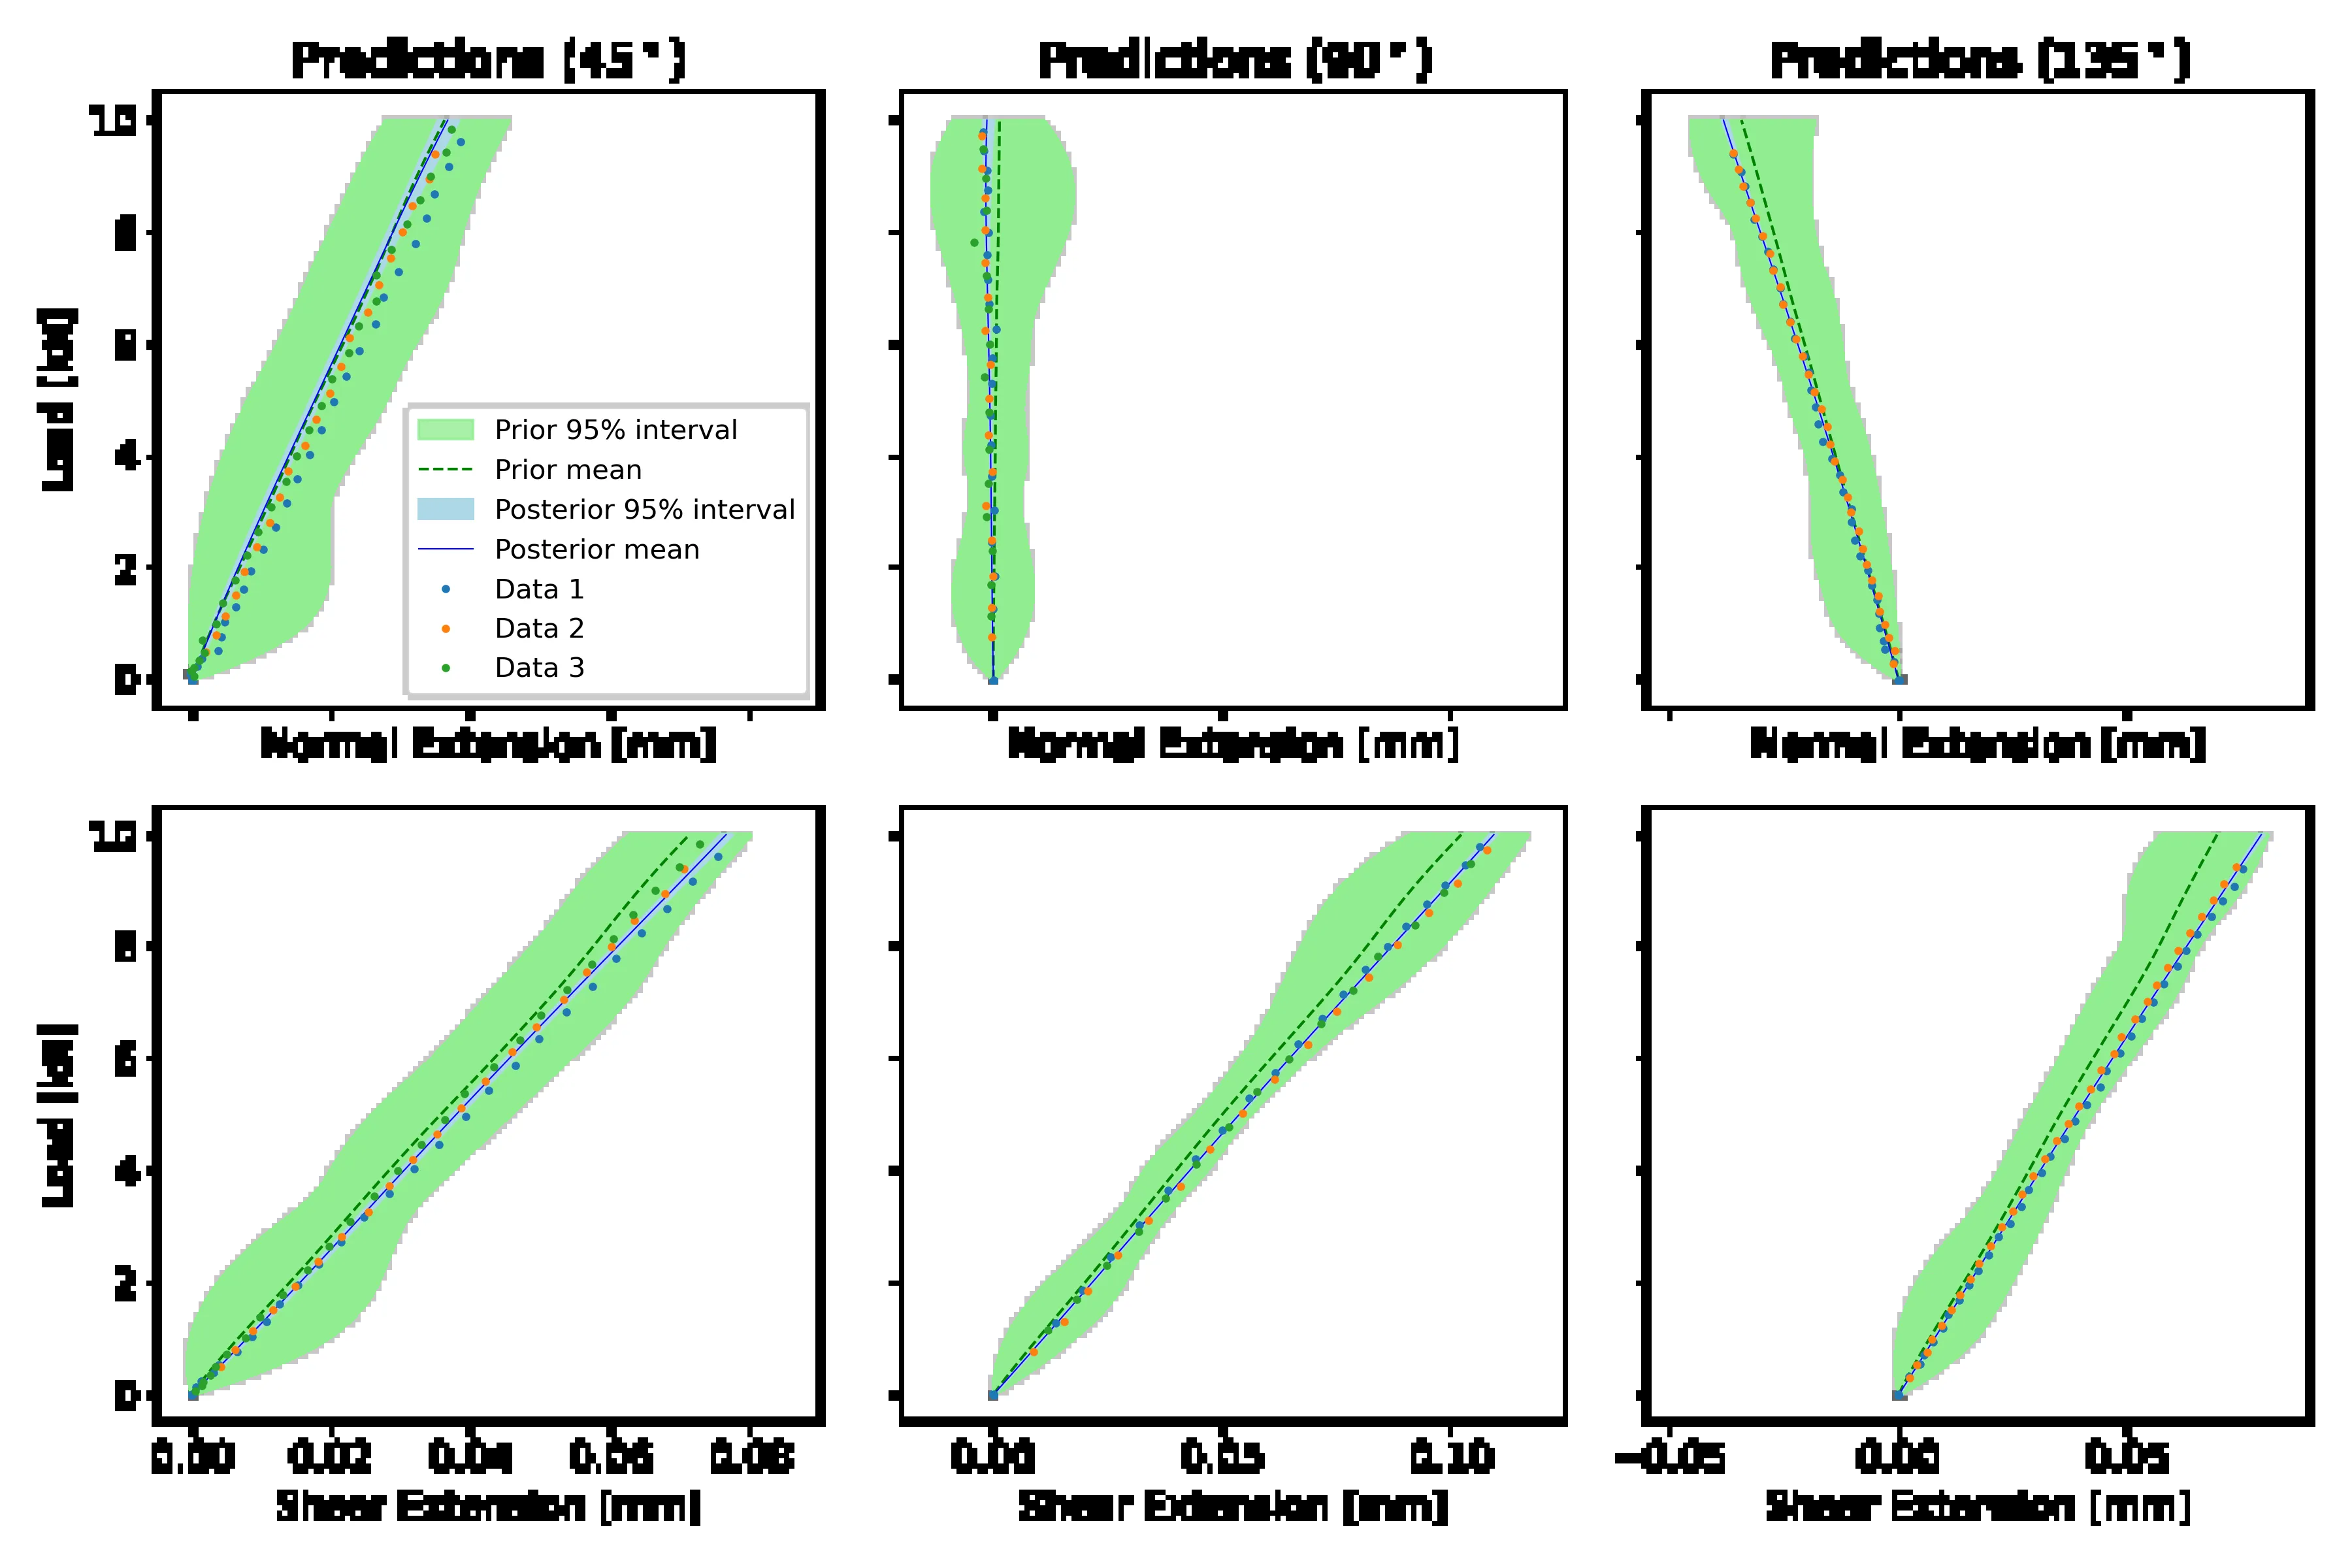 Predictions (45°)
Predictions (90°)
Predictions (135°)
10
8
6
4
2
0
Load [kN]
Prior 95% interval
Prior mean
Posterior 95% interval
Posterior mean
Data 1
Data 2
Data 3
Normal Extension [mm]
Normal Extension [mm]
Normal Extension [mm]
10
8
6
4
2
0
Load [kN]
0.00 0.02 0.04 0.06 0.08
0.00 0.05 0.10
−0.05 0.00 0.05
Shear Extension [mm]
Shear Extension [mm]
Shear Extension [mm]